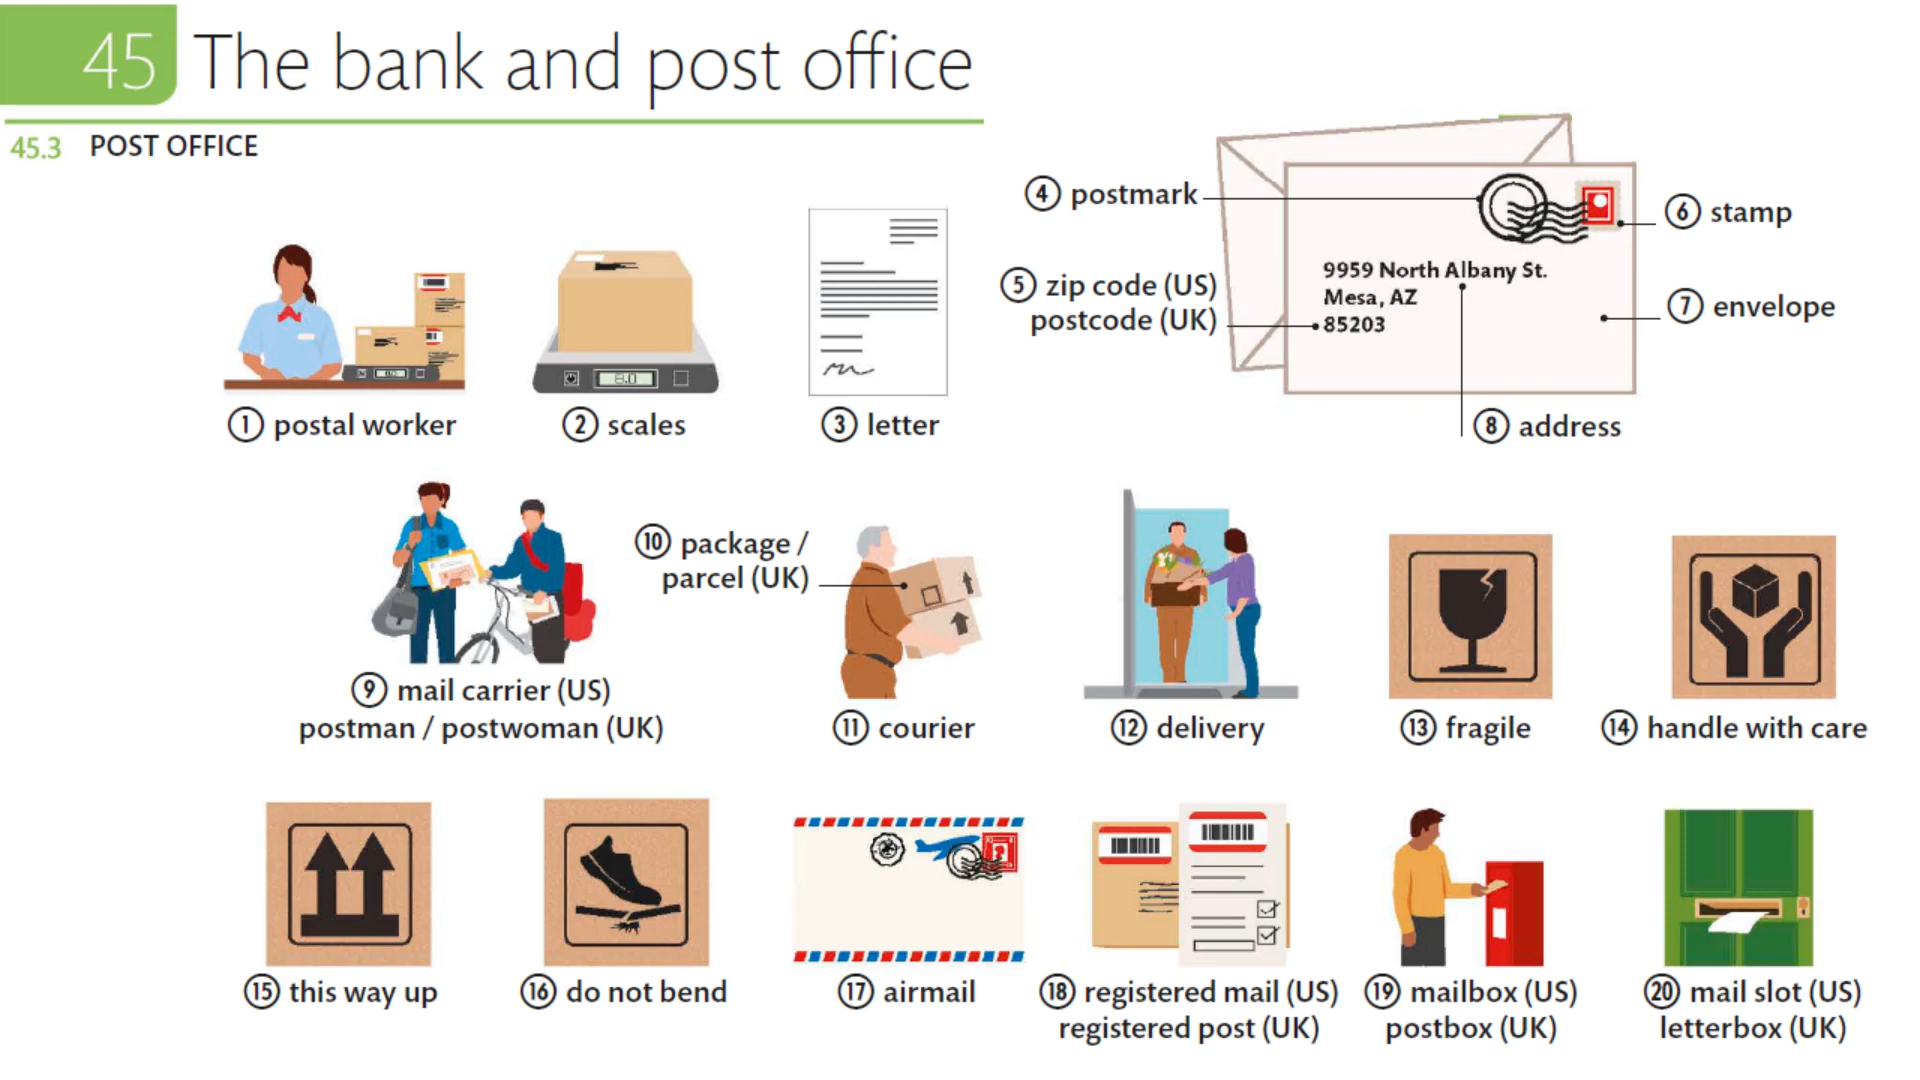 45 The bank and post office
45.3 POST OFFICE
① postal worker
8.0
② scales
③ letter
④ postmark
⑤ zip code (US)
postcode (UK)
⑥ stamp
9959 North Albany St.
Mesa, AZ
85203
⑦ envelope
⑧ address
⑨ mail carrier (US)
postman / postwoman (UK)
⑩ package /
parcel (UK)
⑪ courier
⑫ delivery
⑬ fragile
⑭ handle with care
⑮ this way up
⑯ do not bend
⑰ airmail
⑱ registered mail (US)
registered post (UK)
⑲ mailbox (US)
postbox (UK)
⑳ mail slot (US)
letterbox (UK)